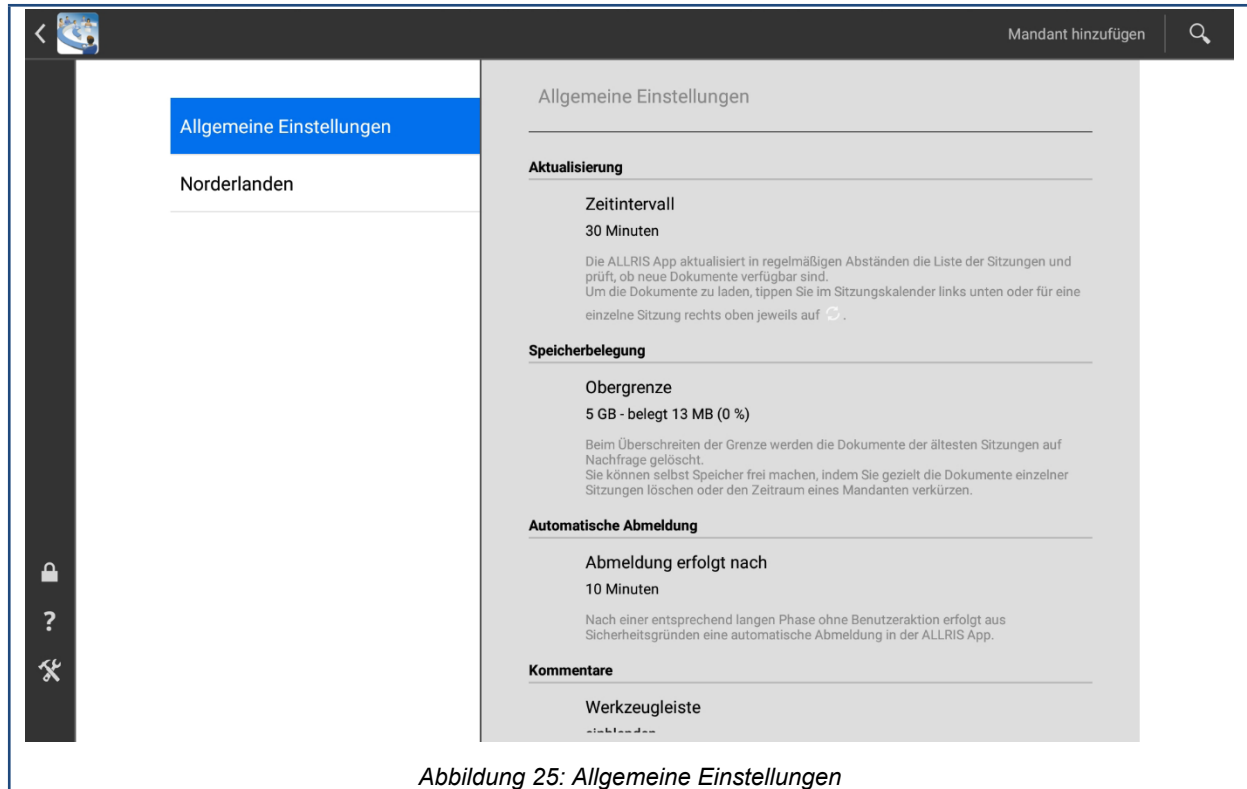 Mandant hinzufügen
Allgemeine Einstellungen
Norderlanden
Allgemeine Einstellungen
Aktualisierung
Zeitintervall
30 Minuten
Die ALLRIS App aktualisiert in regelmäßigen Abständen die Liste der Sitzungen und
prüft, ob neue Dokumente verfügbar sind.
Um die Dokumente zu laden, tippen Sie im Sitzungskalender links unten oder für eine
einzelne Sitzung rechts oben jeweils auf .
Speicherbelegung
Obergrenze
5 GB - belegt 13 MB (0 %)
Beim Überschreiten der Grenze werden die Dokumente der ältesten Sitzungen auf
Nachfrage gelöscht.
Sie können selbst Speicher frei machen, indem Sie gezielt die Dokumente einzelner
Sitzungen löschen oder den Zeitraum eines Mandanten verkürzen.
Automatische Abmeldung
Abmeldung erfolgt nach
10 Minuten
Nach einer entsprechend langen Phase ohne Benutzeraktion erfolgt aus
Sicherheitsgründen eine automatische Abmeldung in der ALLRIS App.
Kommentare
Werkzeugleiste
einblenden
?
Abbildung 25: Allgemeine Einstellungen